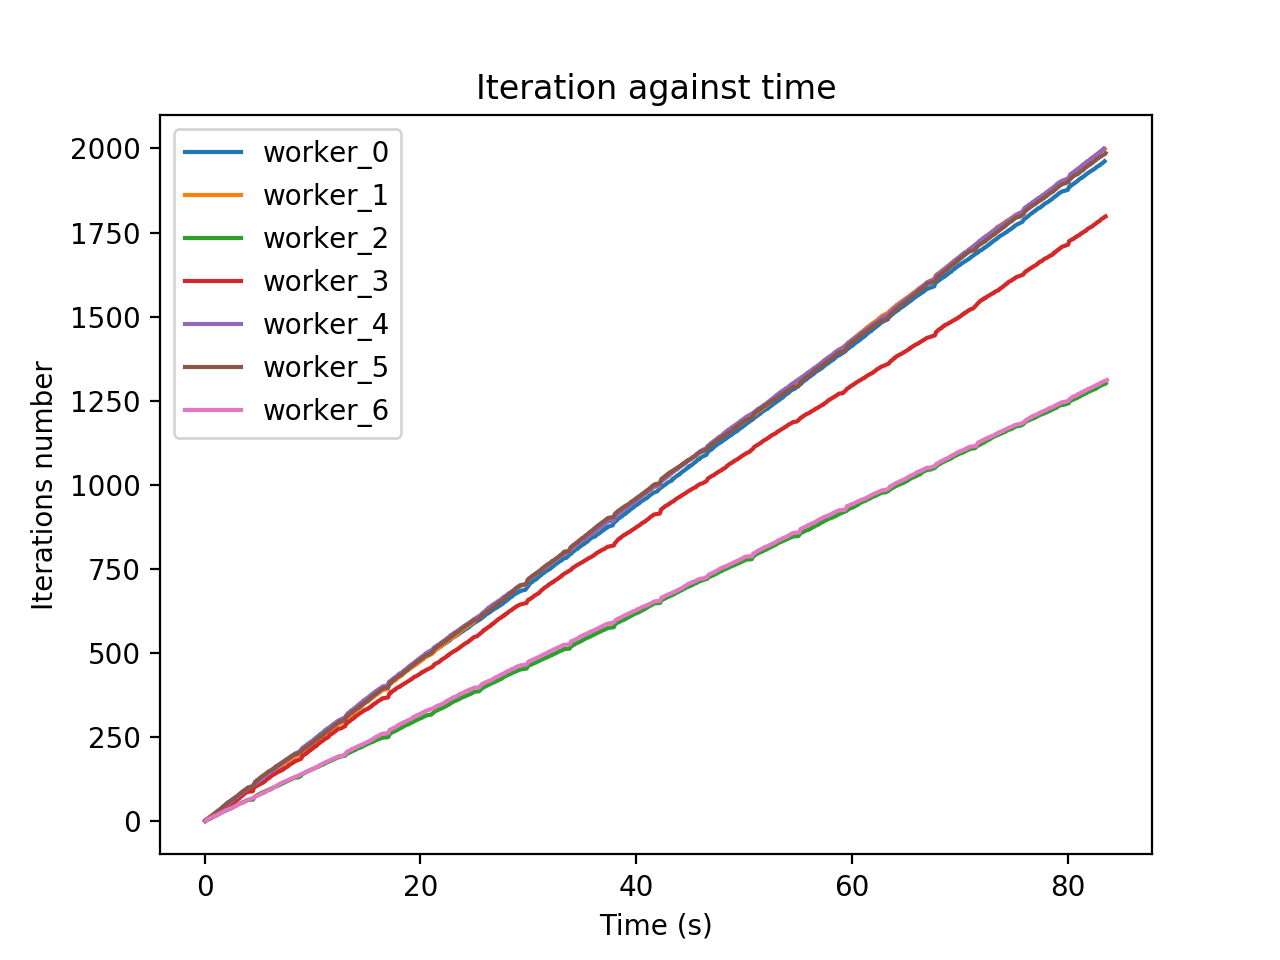 Iteration against time
2000
1750
1500
1250
1000
750
500
250
0
Iterations number
worker_0
worker_1
worker_2
worker_3
worker_4
worker_5
worker_6
0 20 40 60 80
Time (s)